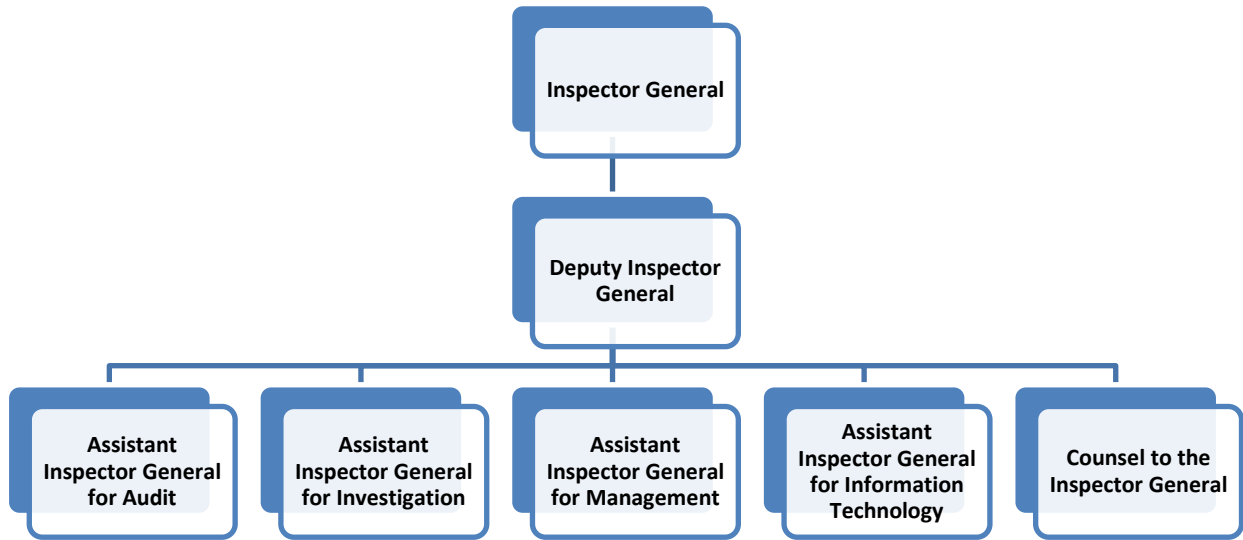 Inspector General
Deputy Inspector
General
Assistant
Inspector General
for Audit
Assistant
Inspector General
for Investigation
Assistant
Inspector General
for Management
Assistant
Inspector General
for Information
Technology
Counsel to the
Inspector General